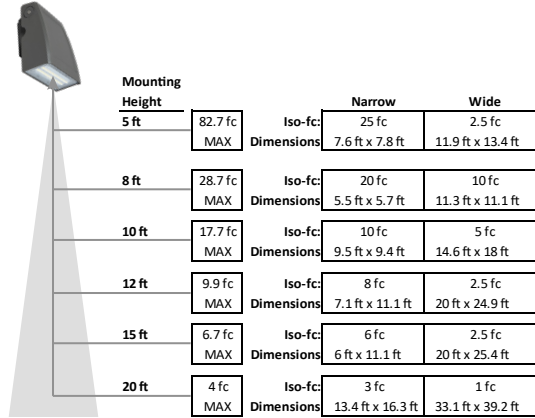 Mounting
Height Narrow Wide
5 ft 82.7 fc Iso-fc: 25 fc 2.5 fc
MAX Dimensions 7.6 ft x 7.8 ft 11.9 ft x 13.4 ft
8 ft 28.7 fc Iso-fc: 20 fc 10 fc
MAX Dimensions 5.5 ft x 5.7 ft 11.3 ft x 11.1 ft
10 ft 17.7 fc Iso-fc: 10 fc 5 fc
MAX Dimensions 9.5 ft x 9.4 ft 14.6 ft x 18 ft
12 ft 9.9 fc Iso-fc: 8 fc 2.5 fc
MAX Dimensions 7.1 ft x 11.1 ft 20 ft x 24.9 ft
15 ft 6.7 fc Iso-fc: 6 fc 2.5 fc
MAX Dimensions 6 ft x 11.1 ft 20 ft x 25.4 ft
20 ft 4 fc Iso-fc: 3 fc 1 fc
MAX Dimensions 13.4 ft x 16.3 ft 33.1 ft x 39.2 ft